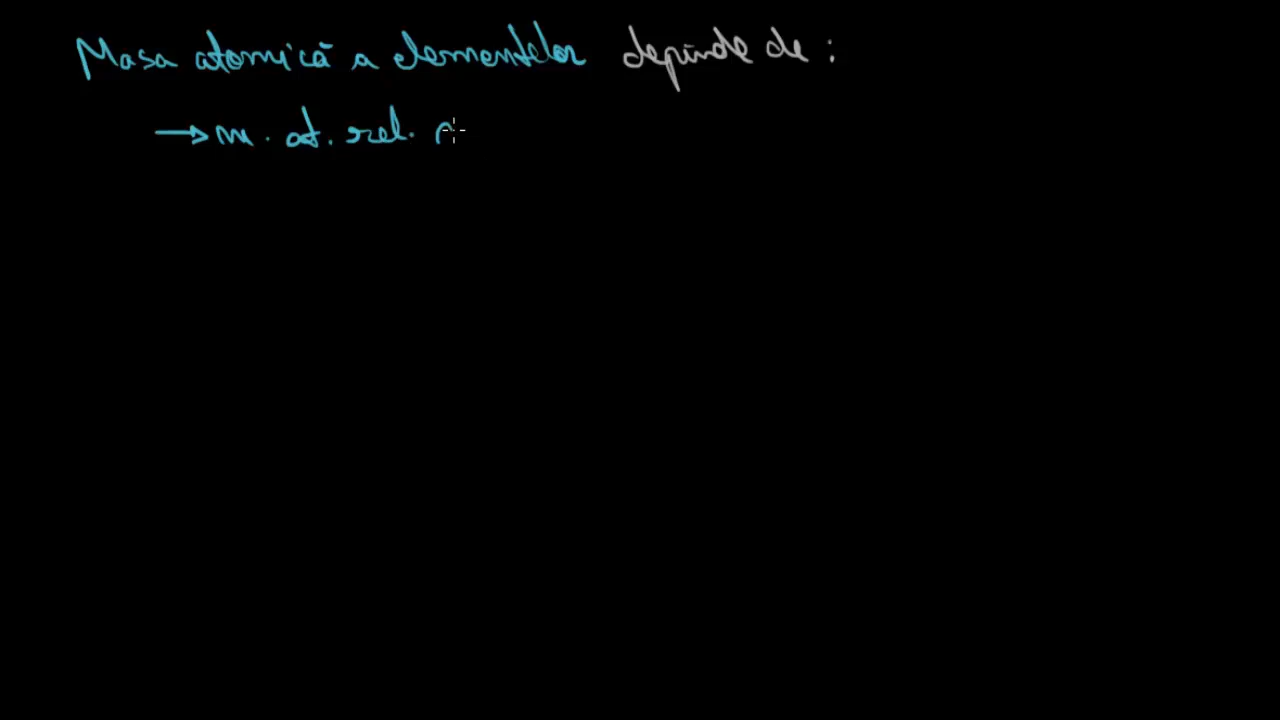 Masa atomică a elementelor depinde de :
→ m. at. rel.